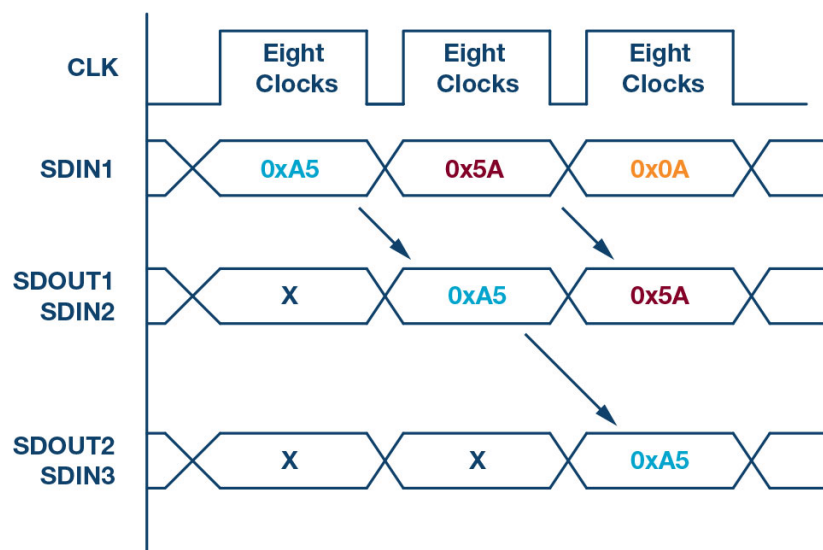 CLK
Eight Clocks
Eight Clocks
Eight Clocks
SDIN1
0xA5
0x5A
0x0A
SDOUT1
SDIN2
X
0xA5
0x5A
SDOUT2
SDIN3
X
X
0xA5